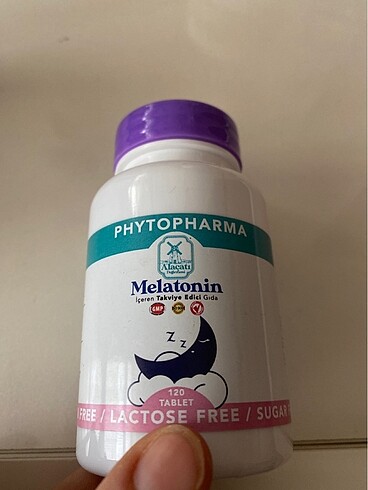 PHYTOPHARMA
Alaçatı
Melatonin
İçeren Takviye Edici Gıda
GMP
Z
Z
120
TABLET
FREE / LACTOSE FREE / SUGAR F